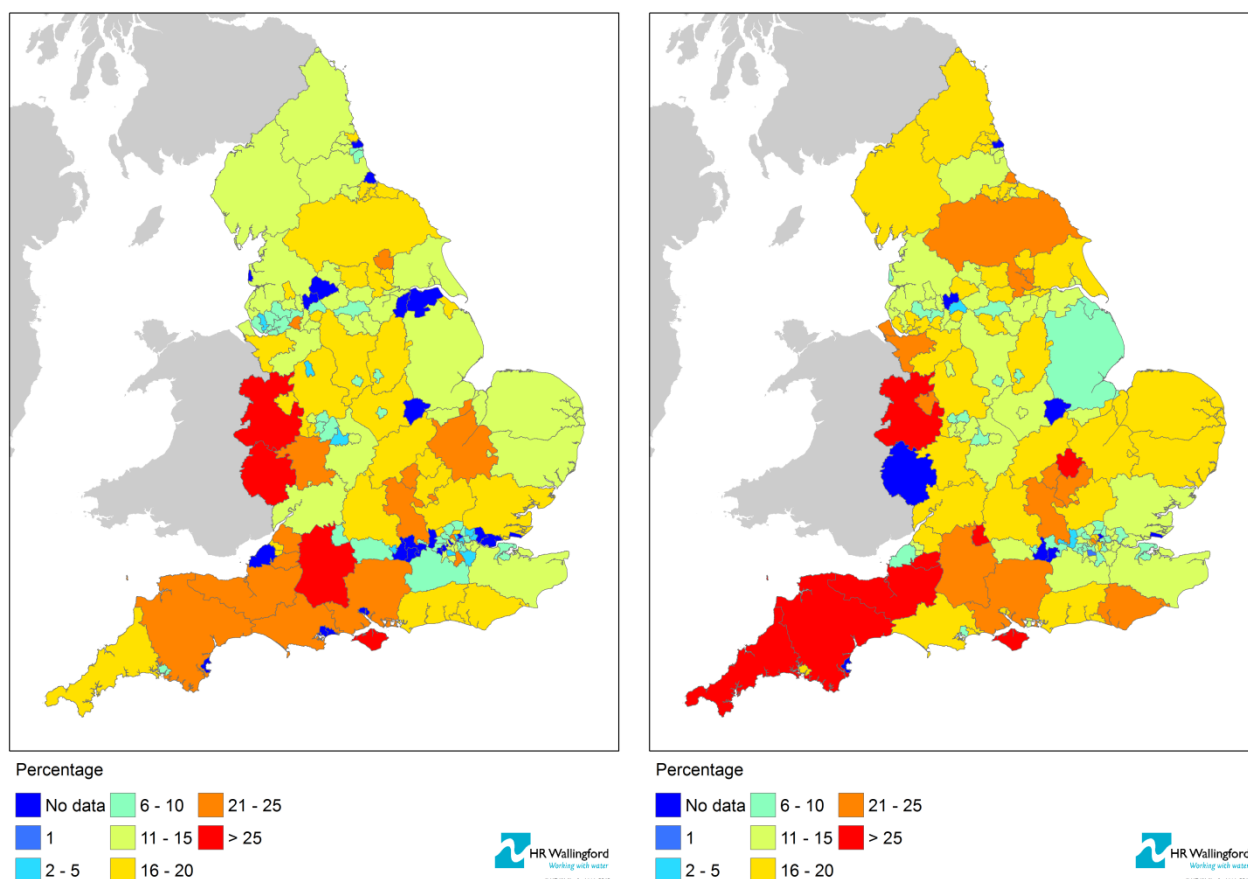 Percentage
No data
6 - 10
21 - 25
1
11 - 15
> 25
2 - 5
16 - 20
HR Wallingford
Working with water
Percentage
No data
6 - 10
21 - 25
1
11 - 15
> 25
2 - 5
16 - 20
HR Wallingford
Working with water